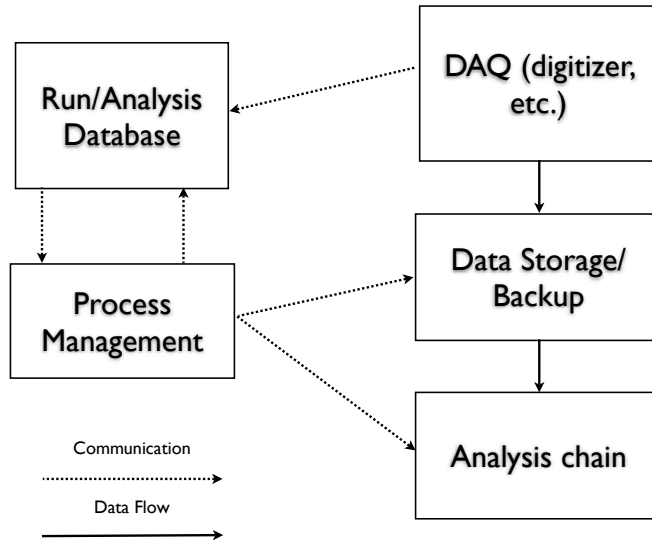 Run/Analysis
Database
DAQ (digitizer,
etc.)
Process
Management
Data Storage/
Backup
Analysis chain
Communication
Data Flow